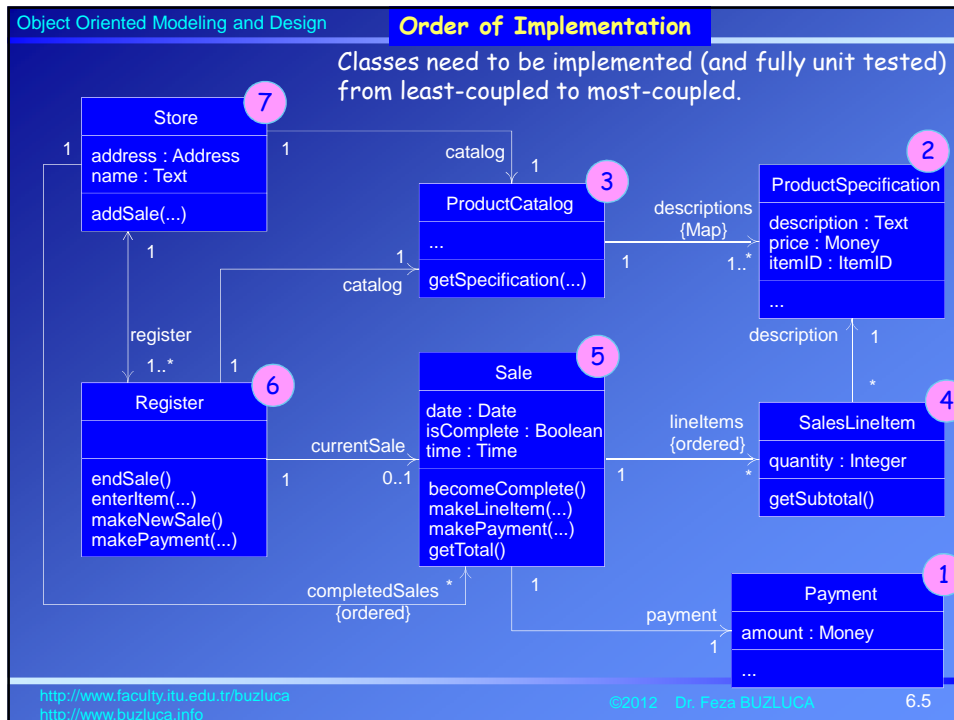 Object Oriented Modeling and Design
Order of Implementation
Classes need to be implemented (and fully unit tested)
from least-coupled to most-coupled.
7
Store
address : Address
name : Text
addSale(...)
1
1
catalog
1
3
ProductCatalog
...
getSpecification(...)
descriptions
{Map}
1
1..*
2
ProductSpecification
description : Text
price : Money
itemID : ItemID
...
1
1
catalog
register
1..*
1
description
1
*
6
Register
endSale()
enterItem(...)
makeNewSale()
makePayment(...)
currentSale
1
0..1
5
Sale
date : Date
isComplete : Boolean
time : Time
becomeComplete()
makeLineItem(...)
makePayment(...)
getTotal()
lineItems
{ordered}
1
*
4
SalesLineItem
quantity : Integer
getSubtotal()
completedSales
{ordered}
*
1
payment
1
1
Payment
amount : Money
...
http://www.faculty.itu.edu.tr/buzluca
http://www.buzluca.info
©2012 Dr. Feza BUZLUCA
6.5